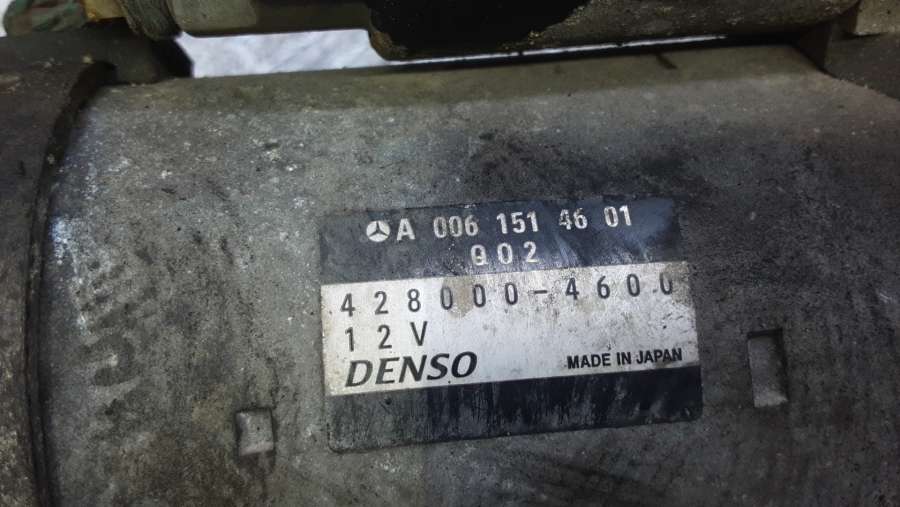 A 006 151 46 01
Q02
428000-4600
12V
DENSO MADE IN JAPAN